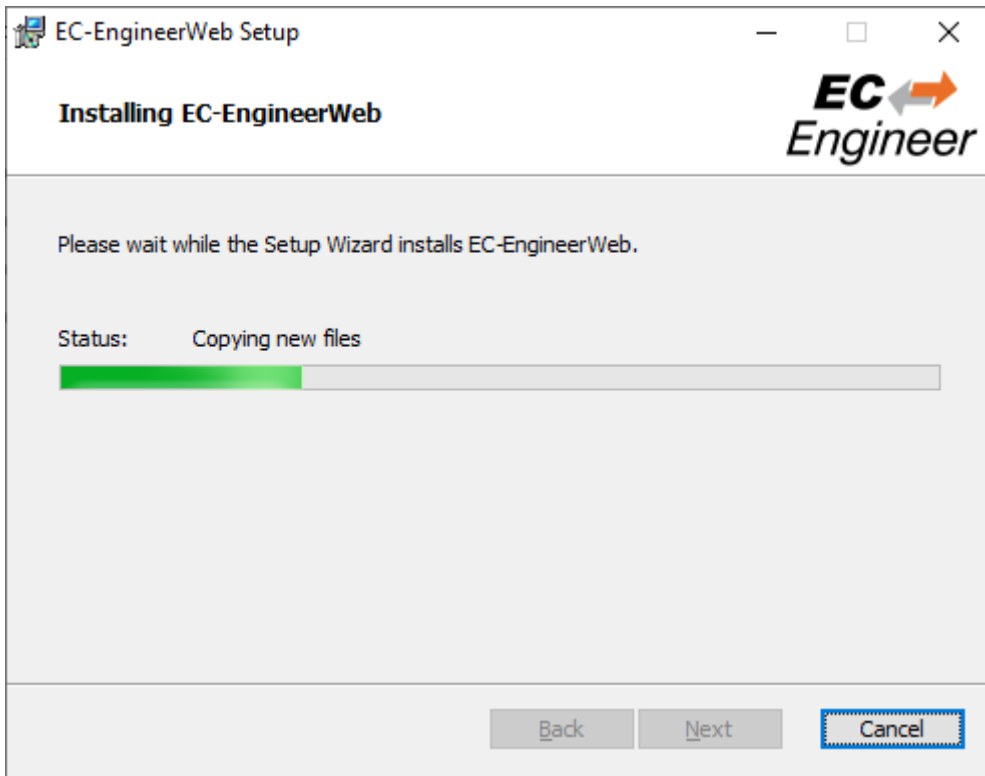 EC-EngineerWeb Setup
Installing EC-EngineerWeb
EC
Engineer
Please wait while the Setup Wizard installs EC-EngineerWeb.
Status: Copying new files
Back Next Cancel